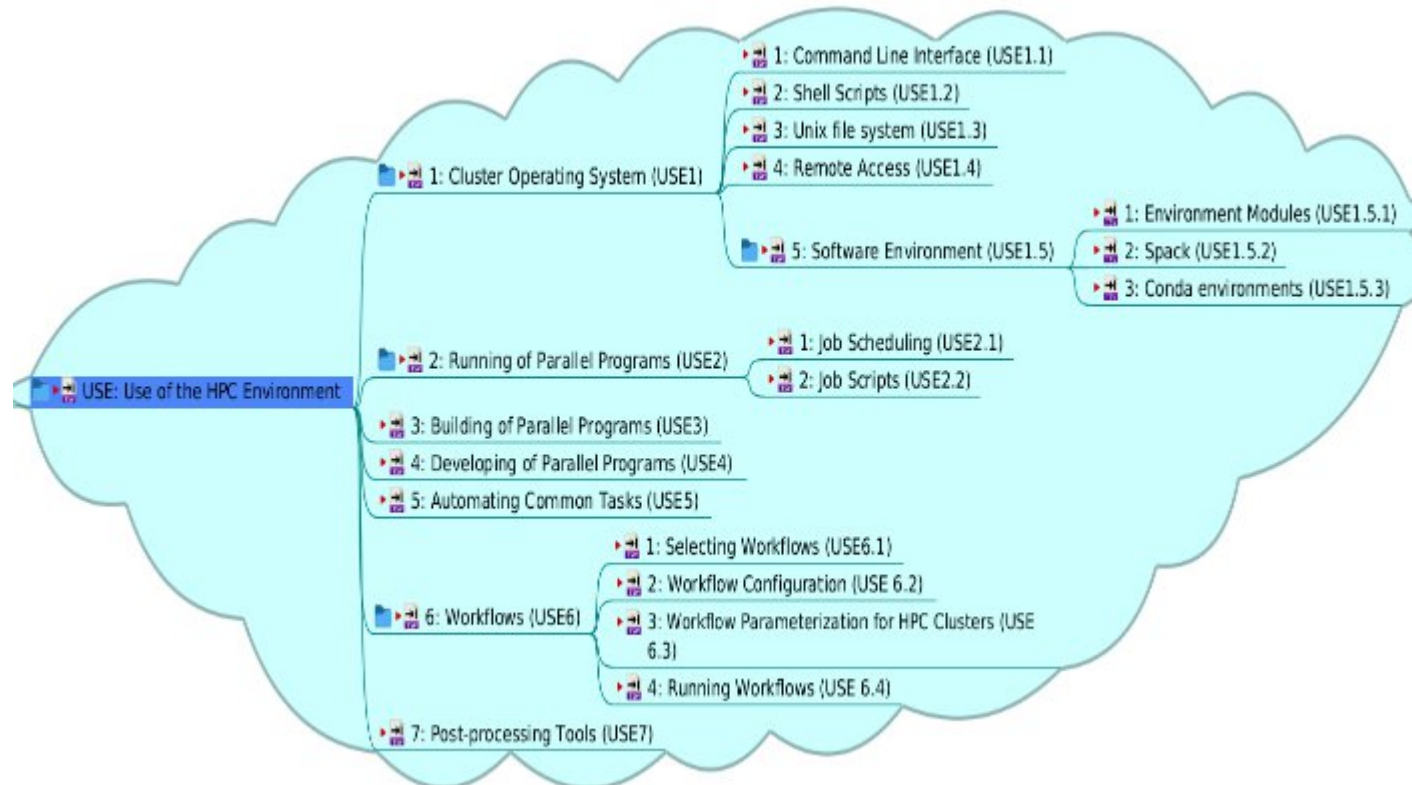 USE: Use of the HPC Environment
1: Cluster Operating System (USE1)
1: Command Line Interface (USE1.1)
2: Shell Scripts (USE1.2)
3: Unix file system (USE1.3)
4: Remote Access (USE1.4)
5: Software Environment (USE1.5)
1: Environment Modules (USE1.5.1)
2: Spack (USE1.5.2)
3: Conda environments (USE1.5.3)
2: Running of Parallel Programs (USE2)
1: Job Scheduling (USE2.1)
2: Job Scripts (USE2.2)
3: Building of Parallel Programs (USE3)
4: Developing of Parallel Programs (USE4)
5: Automating Common Tasks (USE5)
6: Workflows (USE6)
1: Selecting Workflows (USE6.1)
2: Workflow Configuration (USE 6.2)
3: Workflow Parameterization for HPC Clusters (USE
6.3)
4: Running Workflows (USE 6.4)
7: Post-processing Tools (USE7)